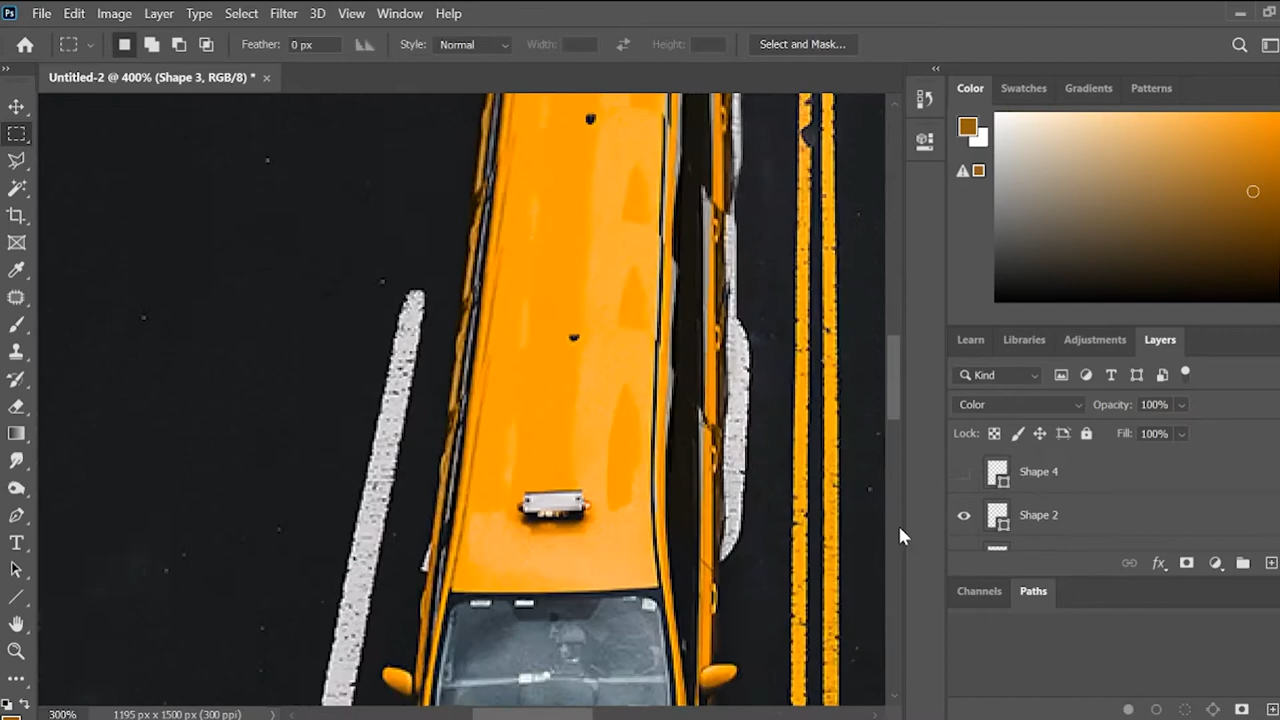 Ps File Edit Image Layer Type Select Filter 3D View Window Help
Feather: 0 px Style: Normal Width: Height: Select and Mask...
Untitled-2 @ 400% (Shape 3, RGB/8) *
Color Swatches Gradients Patterns
Learn Libraries Adjustments Layers
Kind
Color Opacity: 100%
Lock: Fill: 100%
Shape 4
Shape 2
fx
Channels Paths
300% 1195 px x 1500 px (300 ppi)